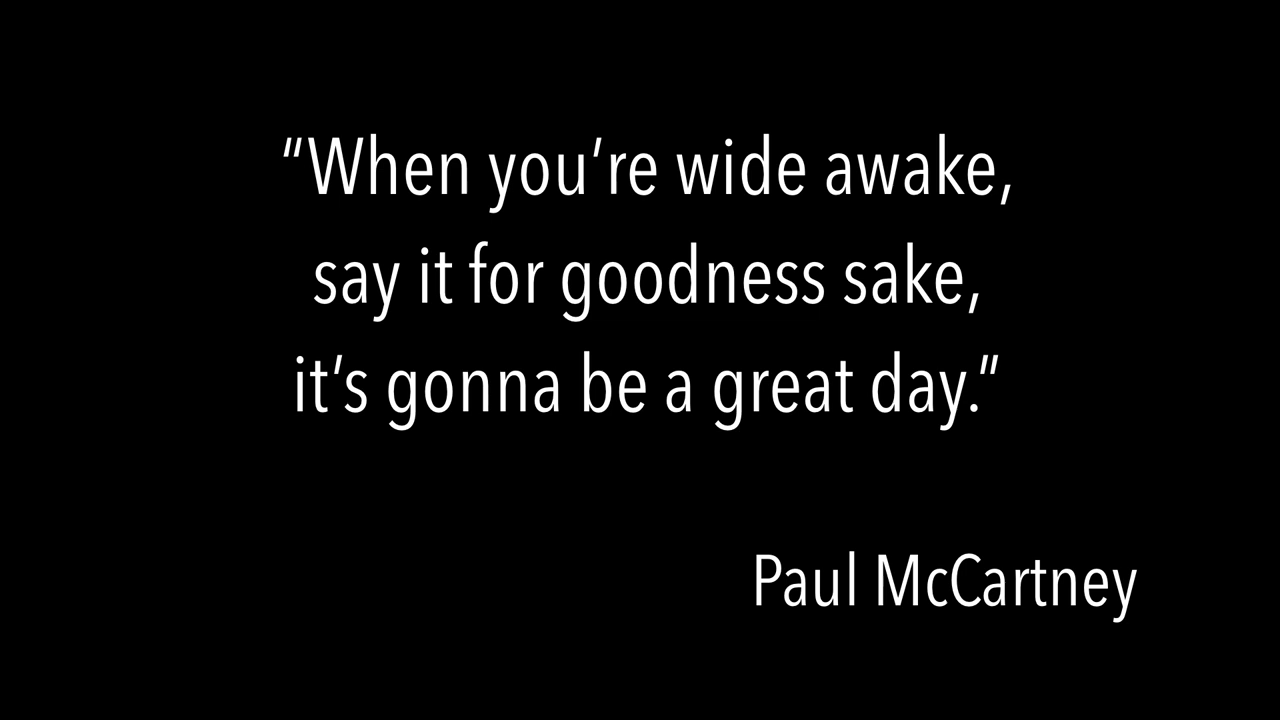 “When you’re wide awake,
say it for goodness sake,
it’s gonna be a great day.”
Paul McCartney